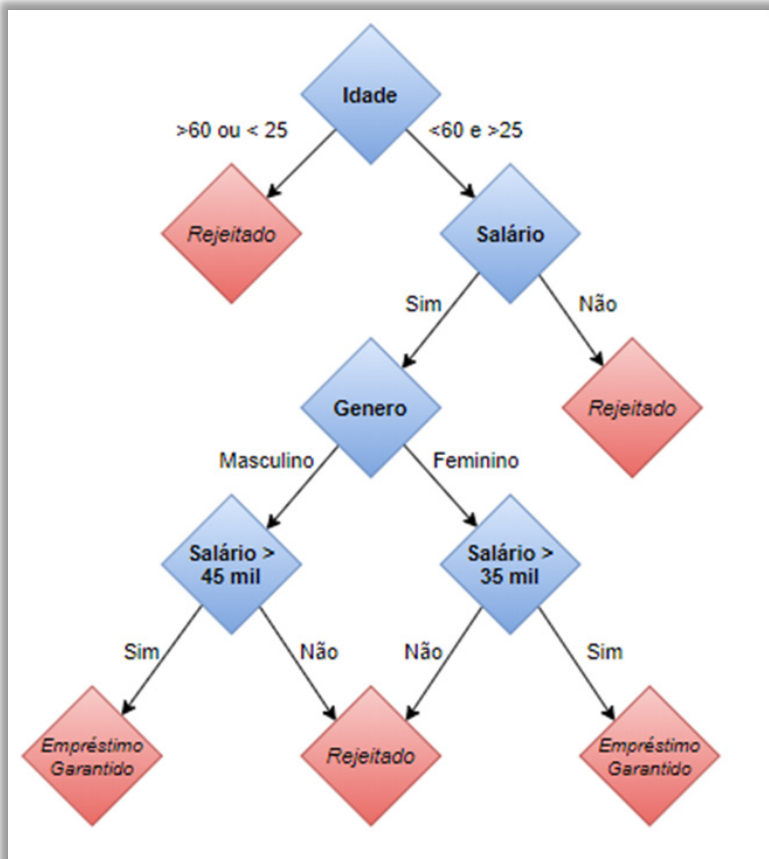 Idade
>60 ou < 25
<60 e >25
Rejeitado
Salário
Sim
Não
Genero
Rejeitado
Masculino
Feminino
Salário >
45 mil
Salário >
35 mil
Sim
Não
Não
Sim
Empréstimo
Garantido
Rejeitado
Empréstimo
Garantido